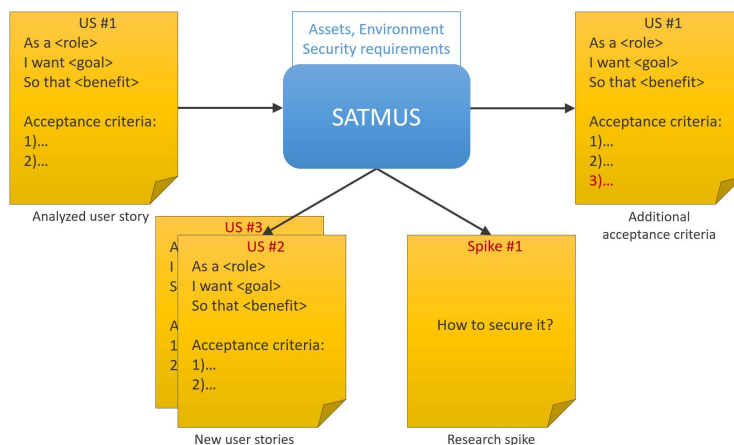 US #1
As a <role>
I want <goal>
So that <benefit>
Acceptance criteria:
1)...
2)...
Analyzed user story
Assets, Environment
Security requirements
SATMUS
US #1
As a <role>
I want <goal>
So that <benefit>
Acceptance criteria:
1)...
2)...
3)...
Additional
acceptance criteria
US #3
A
I
S
A
1
2
US #2
As a <role>
I want <goal>
So that <benefit>
Acceptance criteria:
1)...
2)...
New user stories
Spike #1
How to secure it?
Research spike